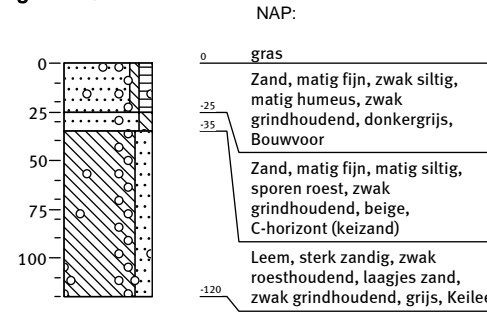 NAP:
0
25
50
75
100
0
gras
Zand, matig fijn, zwak siltig,
matig humeus, zwak
grindhoudend, donkergrijs,
Bouwvoor
-25
-35
Zand, matig fijn, matig siltig,
sporen roest, zwak
grindhoudend, beige,
C-horizont (keizand)
Leem, sterk zandig, zwak
roesthoudend, laagjes zand,
zwak grindhoudend, grijs, Keilee
-120